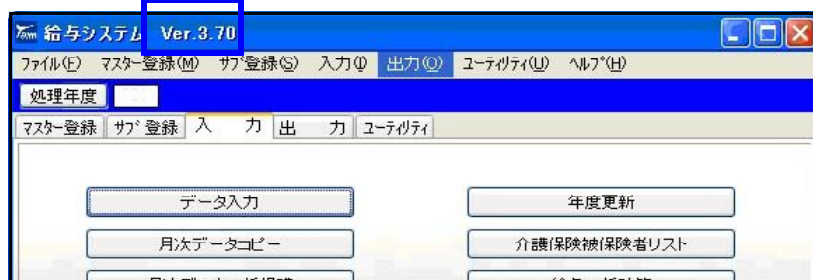 給与システム Ver.3.70
ファイル(F) マスター登録(M) サブ登録(S) 入力(I) 出力(O) ユーティリティ(U) ヘルプ(H)
処理年度
マスター登録 サブ登録 入 力 出 力 ユーティリティ
データ入力 年度更新
月次データコピー 介護保険被保険者リスト